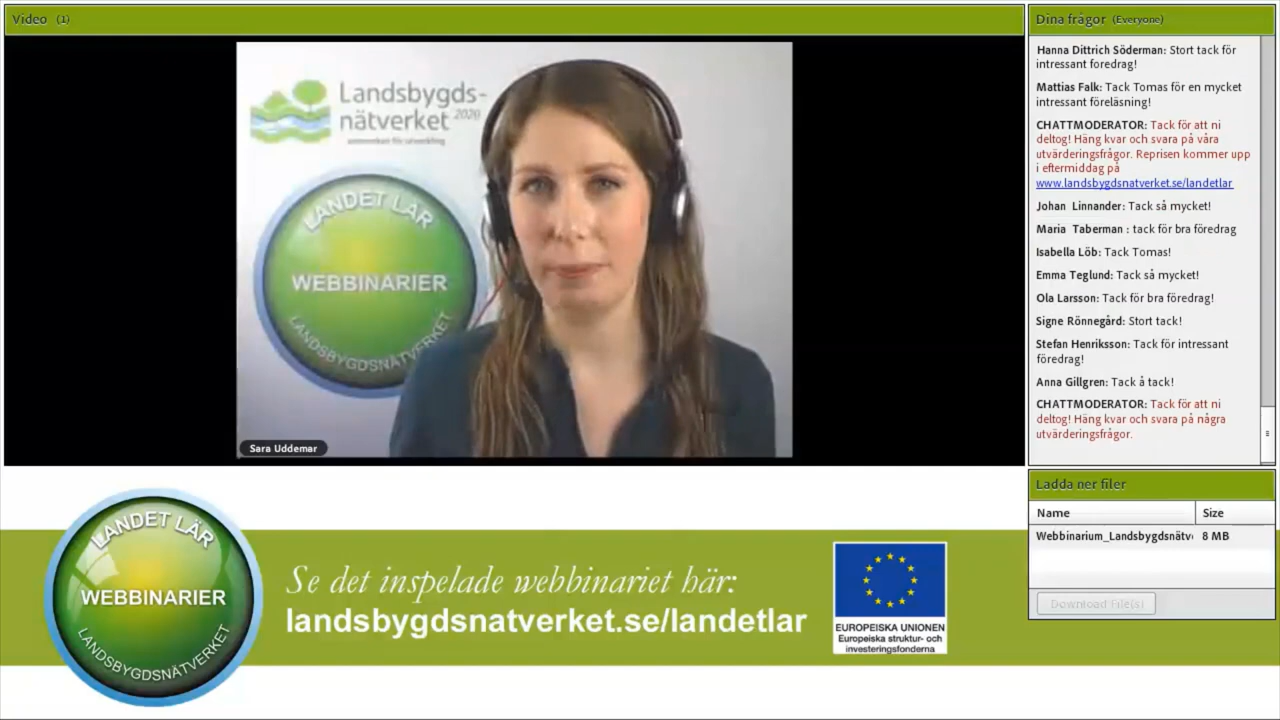 Video (1)
Landsbygds-
nätverket
2020
LANDET LÄR
WEBBINARIER
LANDSBYGDSNÄTVERKET
Sara Uddemar
Dina frågor (Everyone)
Hanna Dittrich Söderman: Stort tack för
intressant foredrag!
Mattias Falk: Tack Tomas för en mycket
intressant föreläsning!
CHATTMODERATOR: Tack för att ni
deltog! Häng kvar och svara på våra
utvärderingsfrågor. Reprisen kommer upp
i eftermiddag på
www.landsbygdsnatverket.se/landetlar
Johan Linnander: Tack så mycket!
Maria Taberman : tack för bra föredrag
Isabella Löb: Tack Tomas!
Emma Teglund: Tack så mycket!
Ola Larsson: Tack för bra föredrag!
Signe Rönnegård: Stort tack!
Stefan Henriksson: Tack för intressant
föredrag!
Anna Gillgren: Tack å tack!
CHATTMODERATOR: Tack för att ni
deltog! Häng kvar och svara på några
utvärderingsfrågor.
Ladda ner filer
Name Size
Webbinarium_Landsbygdsnätv 8 MB
Download File(s)
LANDET LÄR
WEBBINARIER
LANDSBYGDSNÄTVERKET
Se det inspelade webbinariet här:
landsbygdsnatverket.se/landetlar
EUROPEISKA UNIONEN
Europeiska struktur- och
investeringsfonderna